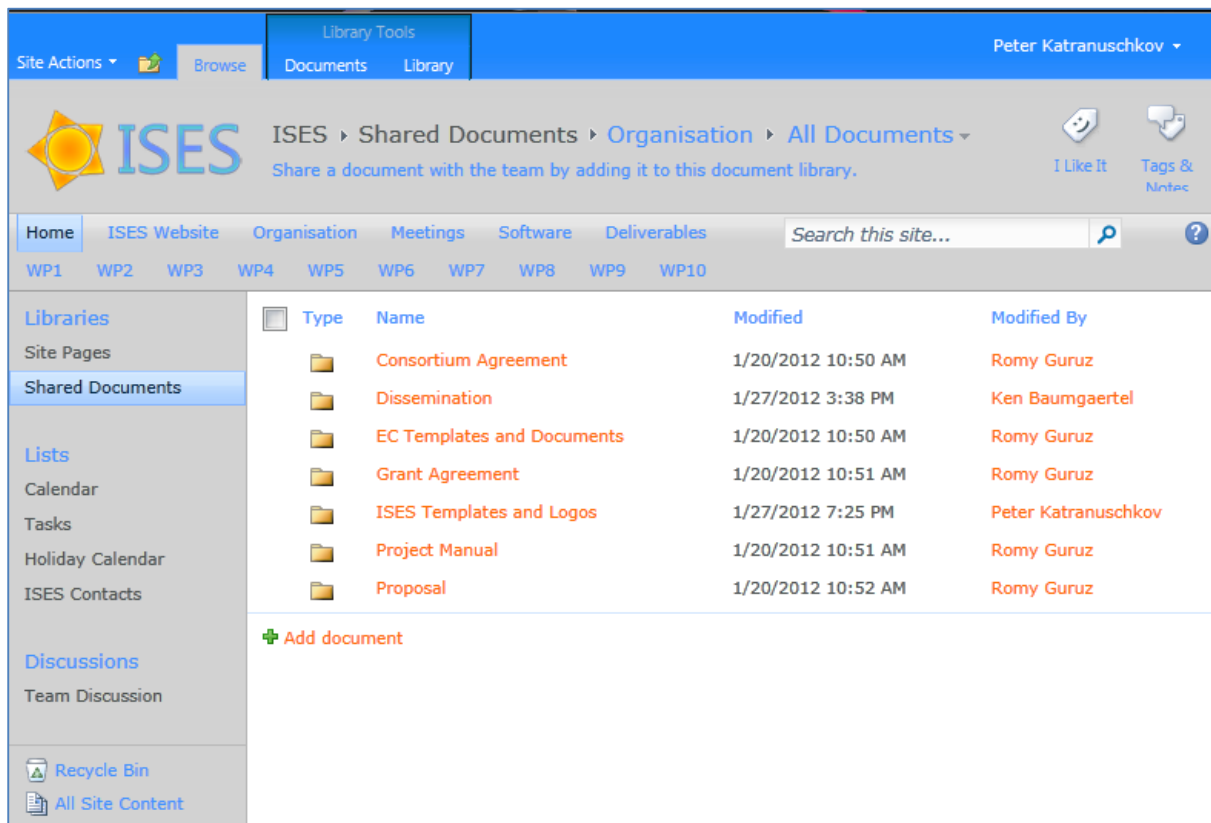 Library Tools
Site Actions Browse Documents Library Peter Katranuschkov
ISES ISES Shared Documents Organisation All Documents
Share a document with the team by adding it to this document library.
I Like It Tags & Notes
Home ISES Website Organisation Meetings Software Deliverables Search this site...
WP1 WP2 WP3 WP4 WP5 WP6 WP7 WP8 WP9 WP10
Libraries
Site Pages
Shared Documents
Lists
Calendar
Tasks
Holiday Calendar
ISES Contacts
Discussions
Team Discussion
Recycle Bin
All Site Content
Type Name Modified Modified By
Consortium Agreement 1/20/2012 10:50 AM Romy Guruz
Dissemination 1/27/2012 3:38 PM Ken Baumgaertel
EC Templates and Documents 1/20/2012 10:50 AM Romy Guruz
Grant Agreement 1/20/2012 10:51 AM Romy Guruz
ISES Templates and Logos 1/27/2012 7:25 PM Peter Katranuschkov
Project Manual 1/20/2012 10:51 AM Romy Guruz
Proposal 1/20/2012 10:52 AM Romy Guruz
Add document